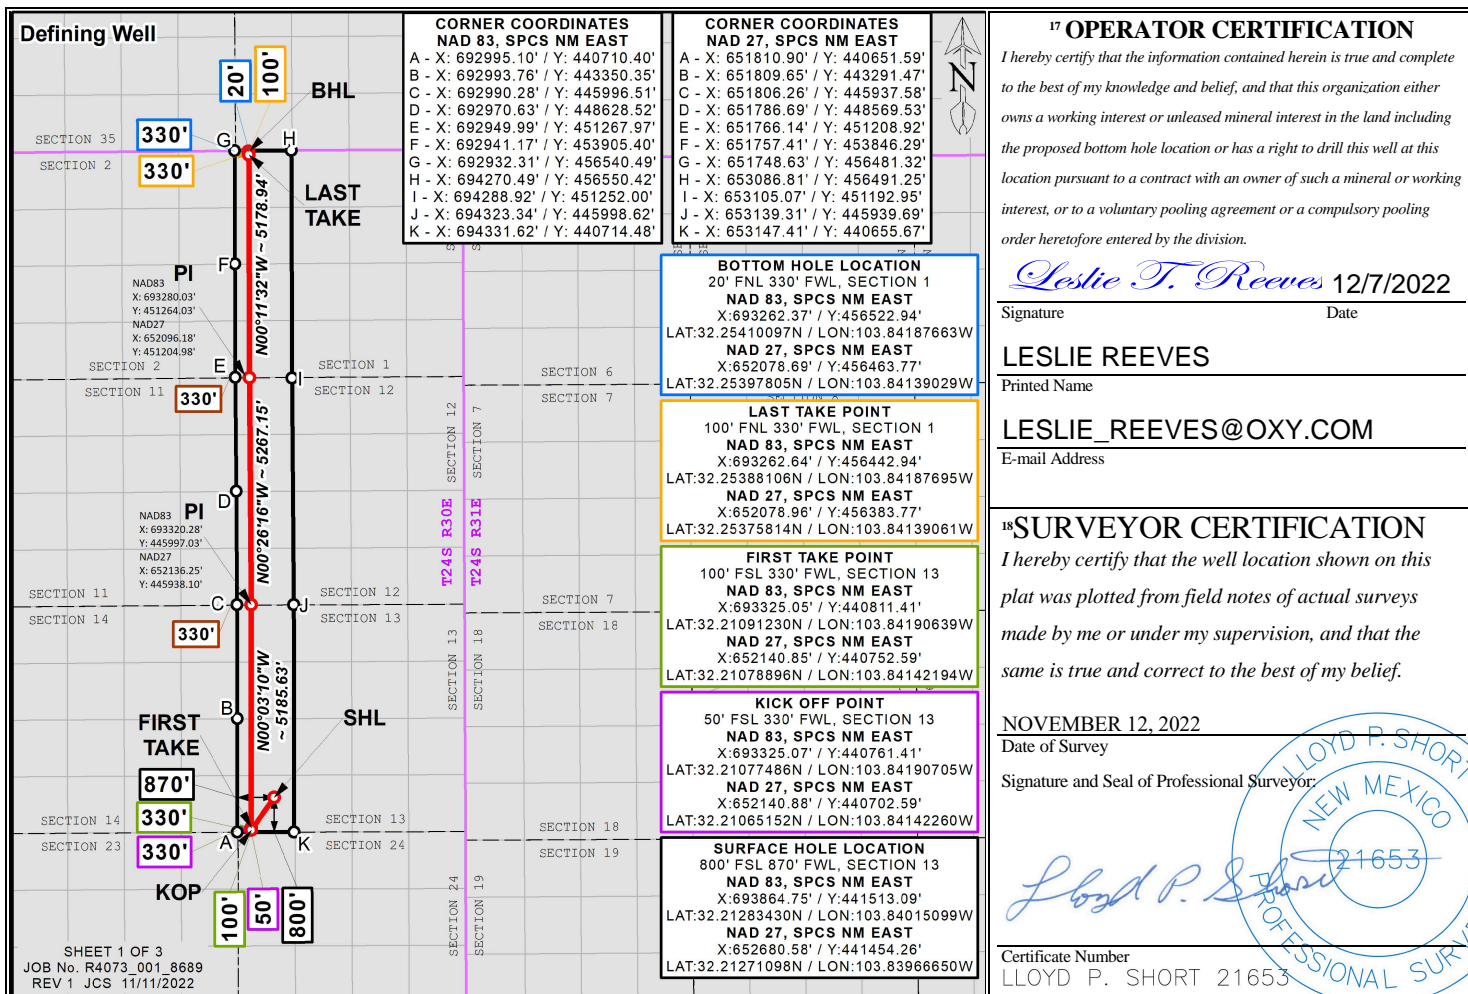 Defining Well
20'
100'
BHL
SECTION 35
330'
G
H
SECTION 2
330'
LAST
TAKE
N00°11'32"W ~ 5178.94'
F
PI
NAD83
X: 693280.03'
Y: 451264.03'
NAD27
X: 652096.18'
Y: 451204.98'
SECTION 2
E
SECTION 1
I
SECTION 11
330'
SECTION 12
SECTION 6
SECTION 7
SECTION 12
SECTION 7
N00°26'16"W ~ 5267.15'
D
PI
NAD83
X: 693320.28'
Y: 445997.03'
NAD27
X: 652136.25'
Y: 445938.10'
T24S R30E
T24S R31E
SECTION 11
C
SECTION 12
J
SECTION 14
330'
SECTION 13
SECTION 7
SECTION 18
SECTION 13
SECTION 18
N00°03'10"W
~ 5185.63'
B
FIRST
TAKE
SHL
870'
330'
SECTION 14
SECTION 13
A
K
SECTION 23
330'
SECTION 24
SECTION 18
SECTION 19
KOP
100'
50'
800'
SECTION 24
SECTION 19
SHEET 1 OF 3
JOB No. R4073_001_8689
REV 1 JCS 11/11/2022
CORNER COORDINATES
NAD 83, SPCS NM EAST
A - X: 692995.10' / Y: 440710.40'
B - X: 692993.76' / Y: 443350.35'
C - X: 692990.28' / Y: 445996.51'
D - X: 692970.63' / Y: 448628.52'
E - X: 692949.99' / Y: 451267.97'
F - X: 692941.17' / Y: 453905.40'
G - X: 692932.31' / Y: 456540.49'
H - X: 694270.49' / Y: 456550.42'
I - X: 694288.92' / Y: 451252.00'
J - X: 694323.34' / Y: 445998.62'
K - X: 694331.62' / Y: 440714.48'
CORNER COORDINATES
NAD 27, SPCS NM EAST
A - X: 651810.90' / Y: 440651.59'
B - X: 651809.65' / Y: 443291.47'
C - X: 651806.26' / Y: 445937.58'
D - X: 651786.69' / Y: 448569.53'
E - X: 651766.14' / Y: 451208.92'
F - X: 651757.41' / Y: 453846.29'
G - X: 651748.63' / Y: 456481.32'
H - X: 653086.81' / Y: 456491.25'
I - X: 653105.07' / Y: 451192.95'
J - X: 653139.31' / Y: 445939.69'
K - X: 653147.41' / Y: 440655.67'
N
BOTTOM HOLE LOCATION
20' FNL 330' FWL, SECTION 1
NAD 83, SPCS NM EAST
X:693262.37' / Y:456522.94'
LAT:32.25410097N / LON:103.84187663W
NAD 27, SPCS NM EAST
X:652078.69' / Y:456463.77'
LAT:32.25397805N / LON:103.84139029W
LAST TAKE POINT
100' FNL 330' FWL, SECTION 1
NAD 83, SPCS NM EAST
X:693262.64' / Y:456442.94'
LAT:32.25388106N / LON:103.84187695W
NAD 27, SPCS NM EAST
X:652078.96' / Y:456383.77'
LAT:32.25375814N / LON:103.84139061W
FIRST TAKE POINT
100' FSL 330' FWL, SECTION 13
NAD 83, SPCS NM EAST
X:693325.05' / Y:440811.41'
LAT:32.21091230N / LON:103.84190639W
NAD 27, SPCS NM EAST
X:652140.85' / Y:440752.59'
LAT:32.21078896N / LON:103.84142194W
KICK OFF POINT
50' FSL 330' FWL, SECTION 13
NAD 83, SPCS NM EAST
X:693325.07' / Y:440761.41'
LAT:32.21077486N / LON:103.84190705W
NAD 27, SPCS NM EAST
X:652140.88' / Y:440702.59'
LAT:32.21065152N / LON:103.84142260W
SURFACE HOLE LOCATION
800' FSL 870' FWL, SECTION 13
NAD 83, SPCS NM EAST
X:693864.75' / Y:441513.09'
LAT:32.21283430N / LON:103.84015099W
NAD 27, SPCS NM EAST
X:652680.58' / Y:441454.26'
LAT:32.21271098N / LON:103.83966650W
17 OPERATOR CERTIFICATION
I hereby certify that the information contained herein is true and complete
to the best of my knowledge and belief, and that this organization either
owns a working interest or unleased mineral interest in the land including
the proposed bottom hole location or has a right to drill this well at this
location pursuant to a contract with an owner of such a mineral or working
interest, or to a voluntary pooling agreement or a compulsory pooling
order heretofore entered by the division.
Leslie T. Reeves 12/7/2022
Signature Date
LESLIE REEVES
Printed Name
LESLIE_REEVES@OXY.COM
E-mail Address
18 SURVEYOR CERTIFICATION
I hereby certify that the well location shown on this
plat was plotted from field notes of actual surveys
made by me or under my supervision, and that the
same is true and correct to the best of my belief.
NOVEMBER 12, 2022
Date of Survey
Signature and Seal of Professional Surveyor:
Lloyd P. Short
LLOYD P. SHORT
NEW MEXICO
21653
PROFESSIONAL SURVE
Certificate Number
LLOYD P. SHORT 21653